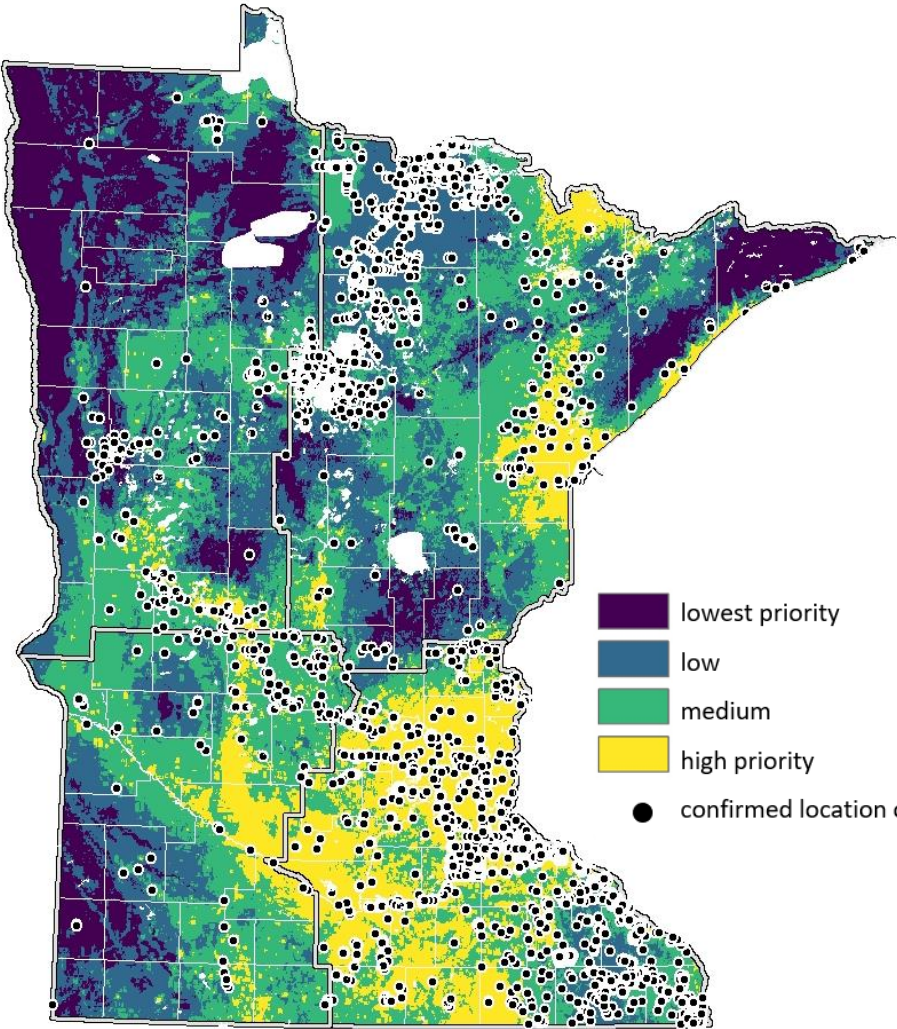 lowest priority
low
medium
high priority
confirmed location